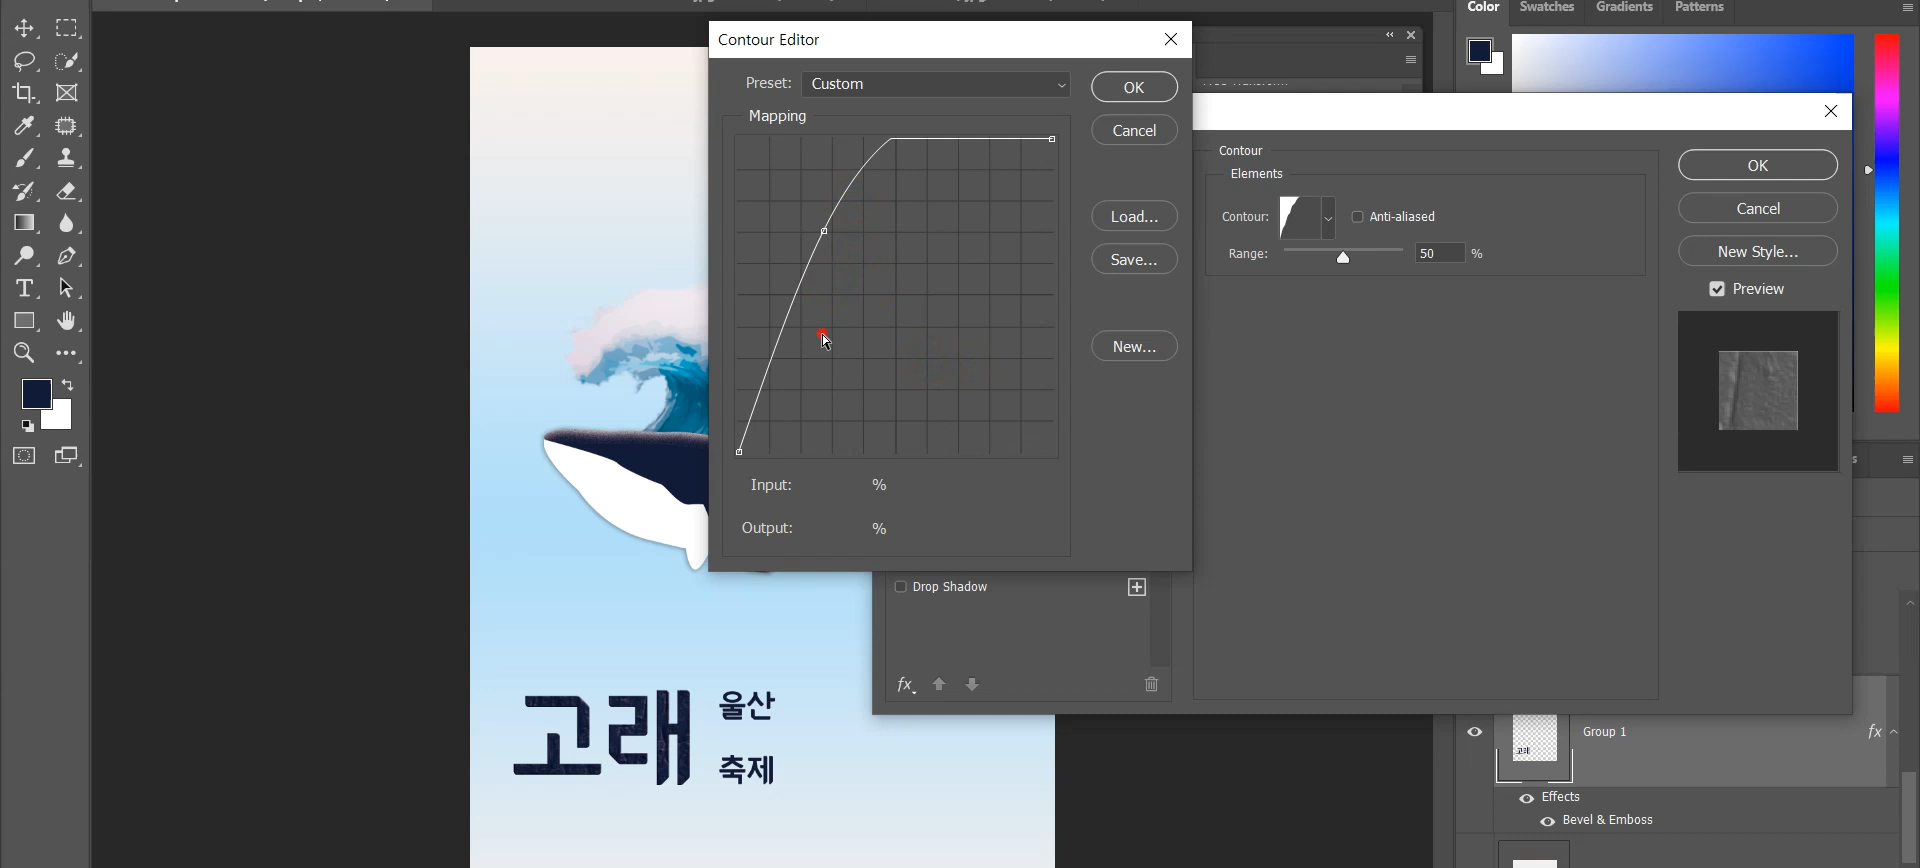 Color Swatches Gradients Patterns
Contour Editor
Preset: Custom
OK
Mapping
Cancel
Load...
Save...
New...
Input: %
Output: %
Contour
Elements
Contour: Anti-aliased
Range: 50 %
OK
Cancel
New Style...
Preview
Drop Shadow
fx
고래
울산
축제
Group 1 fx
Effects
Bevel & Emboss